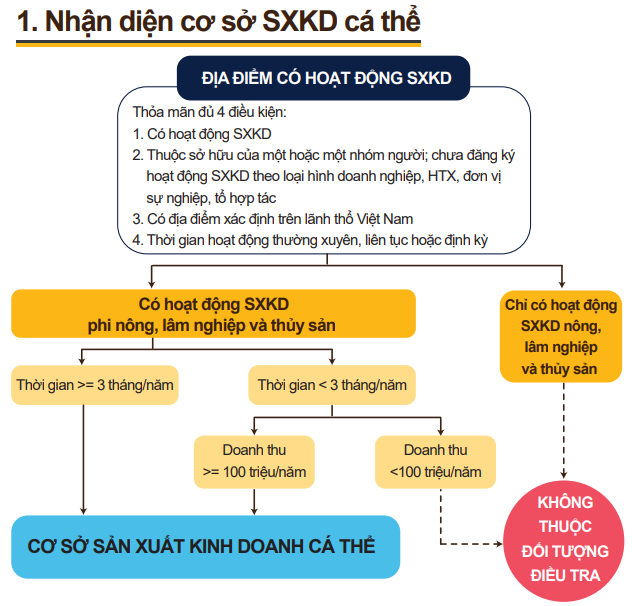 1. Nhận diện cơ sở SXKD cá thể
ĐỊA ĐIỂM CÓ HOẠT ĐỘNG SXKD
Thỏa mãn đủ 4 điều kiện:
1. Có hoạt động SXKD
2. Thuộc sở hữu của một hoặc một nhóm người; chưa đăng ký
hoạt động SXKD theo loại hình doanh nghiệp, HTX, đơn vị
sự nghiệp, tổ hợp tác
3. Có địa điểm xác định trên lãnh thổ Việt Nam
4. Thời gian hoạt động thường xuyên, liên tục hoặc định kỳ
Có hoạt động SXKD
phi nông, lâm nghiệp và thủy sản
Chỉ có hoạt động
SXKD nông,
lâm nghiệp
và thủy sản
Thời gian >= 3 tháng/năm
Thời gian < 3 tháng/năm
Doanh thu
>= 100 triệu/năm
Doanh thu
<100 triệu/năm
CƠ SỞ SẢN XUẤT KINH DOANH CÁ THỂ
KHÔNG
THUỘC
ĐỐI TƯỢNG
ĐIỀU TRA